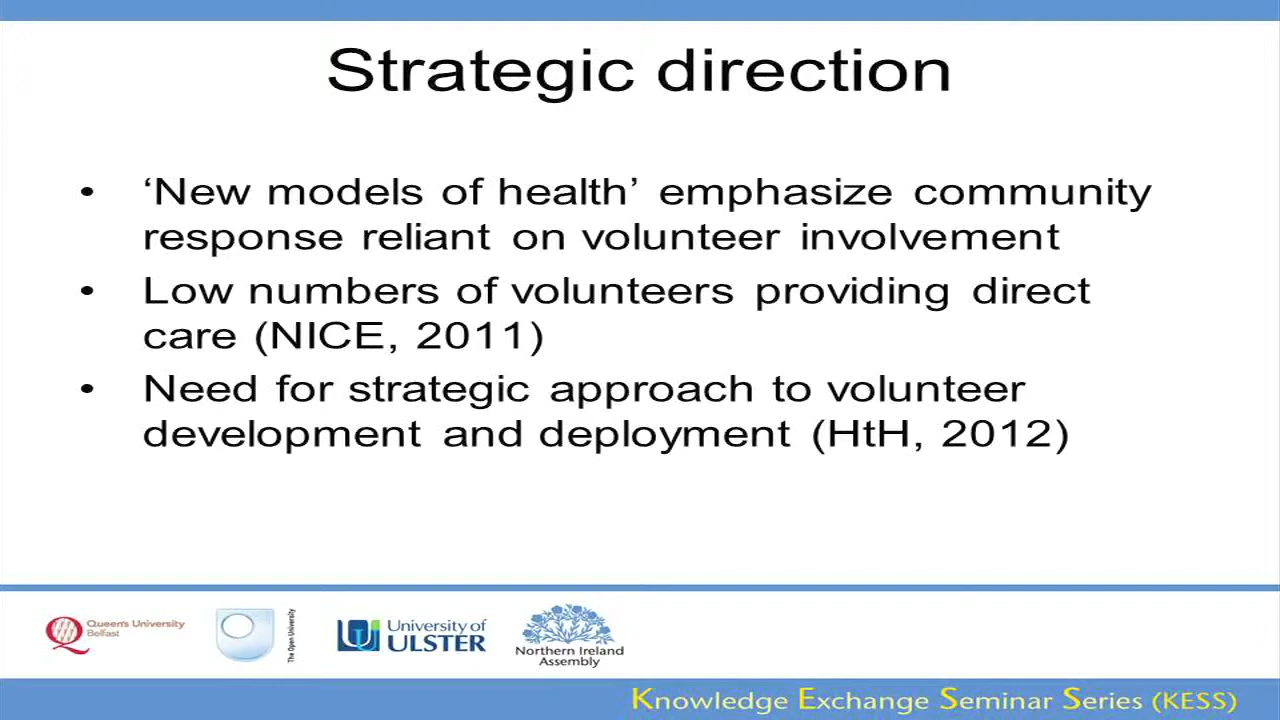 Strategic direction
• ‘New models of health’ emphasize community
response reliant on volunteer involvement
• Low numbers of volunteers providing direct
care (NICE, 2011)
• Need for strategic approach to volunteer
development and deployment (HtH, 2012)
Queen's University
Belfast
The Open University
University of
ULSTER
Northern Ireland
Assembly
Knowledge Exchange Seminar Series (KESS)